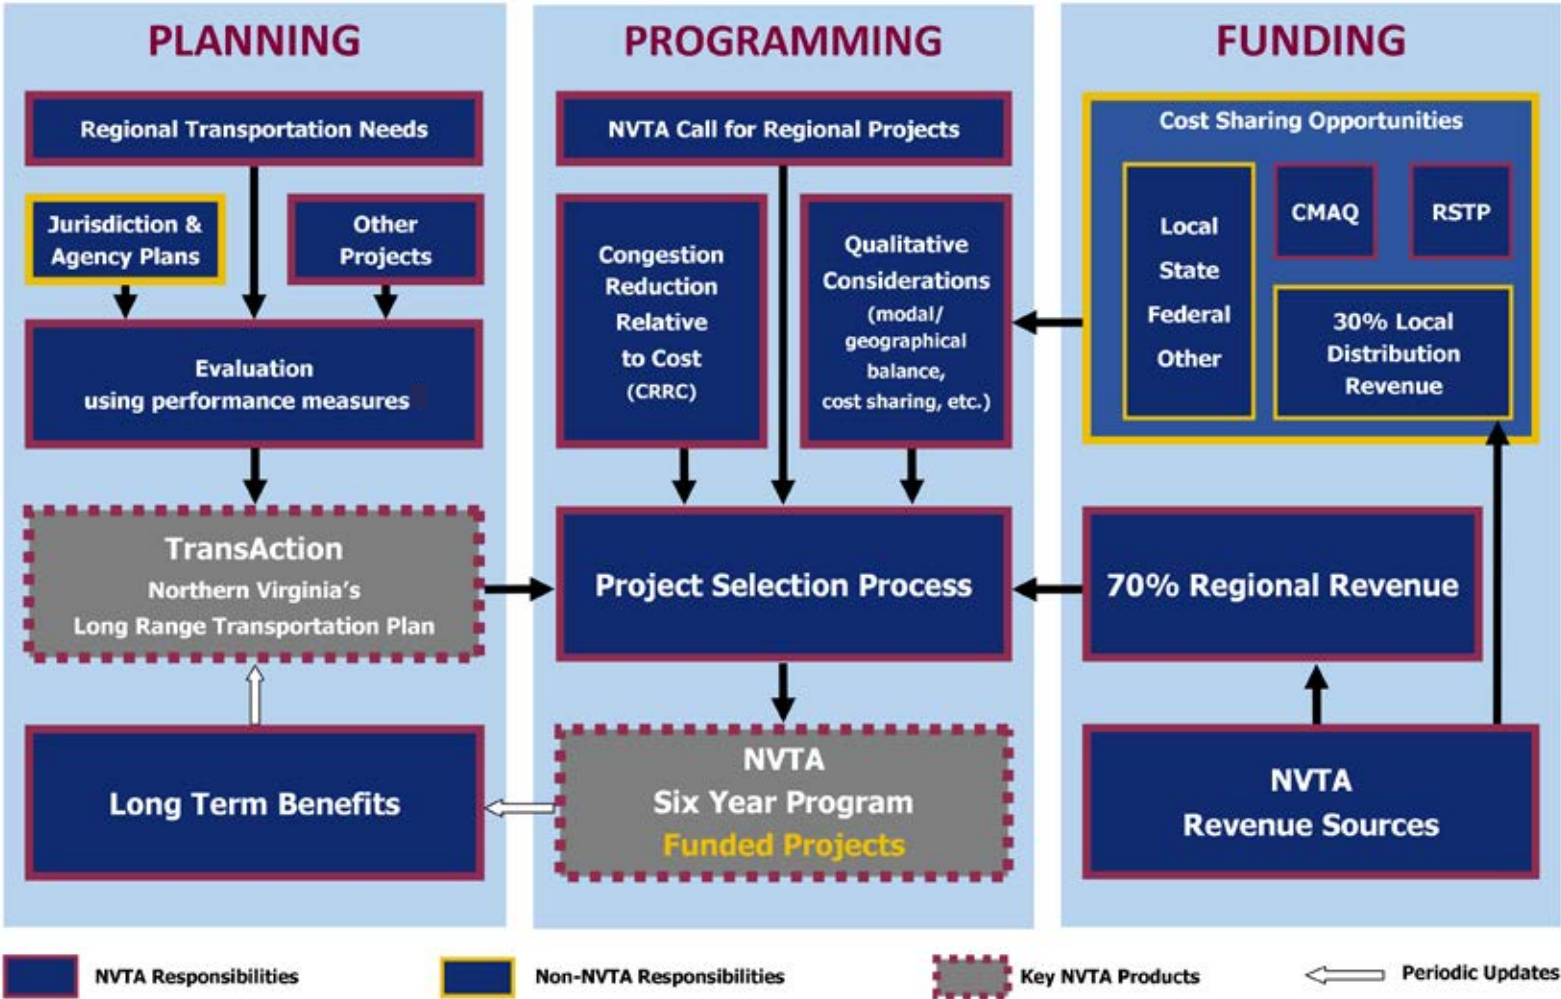 PLANNING
Regional Transportation Needs
Jurisdiction &
Agency Plans
Other
Projects
Evaluation
using performance measures
TransAction
Northern Virginia's
Long Range Transportation Plan
Long Term Benefits
PROGRAMMING
NVTA Call for Regional Projects
Congestion
Reduction
Relative
to Cost
(CRRC)
Qualitative
Considerations
(modal/
geographical
balance,
cost sharing, etc.)
Project Selection Process
NVTA
Six Year Program
Funded Projects
FUNDING
Cost Sharing Opportunities
Local
State
Federal
Other
CMAQ
RSTP
30% Local
Distribution
Revenue
70% Regional Revenue
NVTA
Revenue Sources
NVTA Responsibilities
Non-NVTA Responsibilities
Key NVTA Products
Periodic Updates